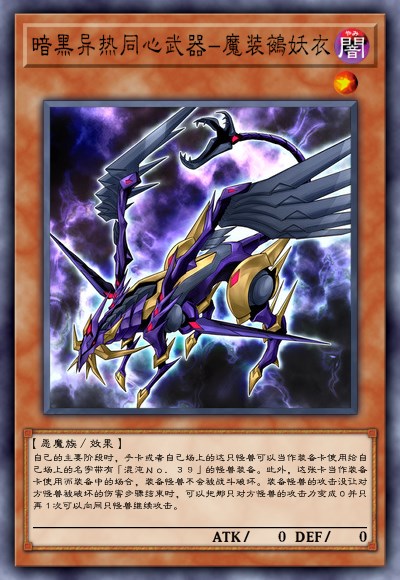 暗黑异热同心武器-魔装鵺妖衣
闇
やみ
【恶魔族／效果】
自己的主要阶段时，手卡或者自己场上的这只怪兽可以当作装备卡使用给自
己场上的名字带有「混沌No．39」的怪兽装备。此外，这张卡当作装备
卡使用而装备中的场合，装备怪兽不会被战斗破坏。装备怪兽的攻击没让对
方怪兽被破坏的伤害步骤结束时，可以把那只对方怪兽的攻击力变成0并只
再1次可以向同只怪兽继续攻击。
ATK/ 0 DEF/ 0